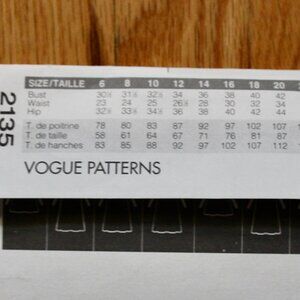 2135
SIZE/TAILLE 6 8 10 12 14 16 18 20
Bust 30½ 31½ 32½ 34 36 38 40 42
Waist 23 24 25 26½ 28 30 32 34
Hip 32½ 33½ 34½ 36 38 40 42 44
T. de poitrine 78 80 83 87 92 97 102 107
T. de taille 58 61 64 67 71 76 81 87
T. de hanches 83 85 88 92 97 102 107 112
VOGUE PATTERNS